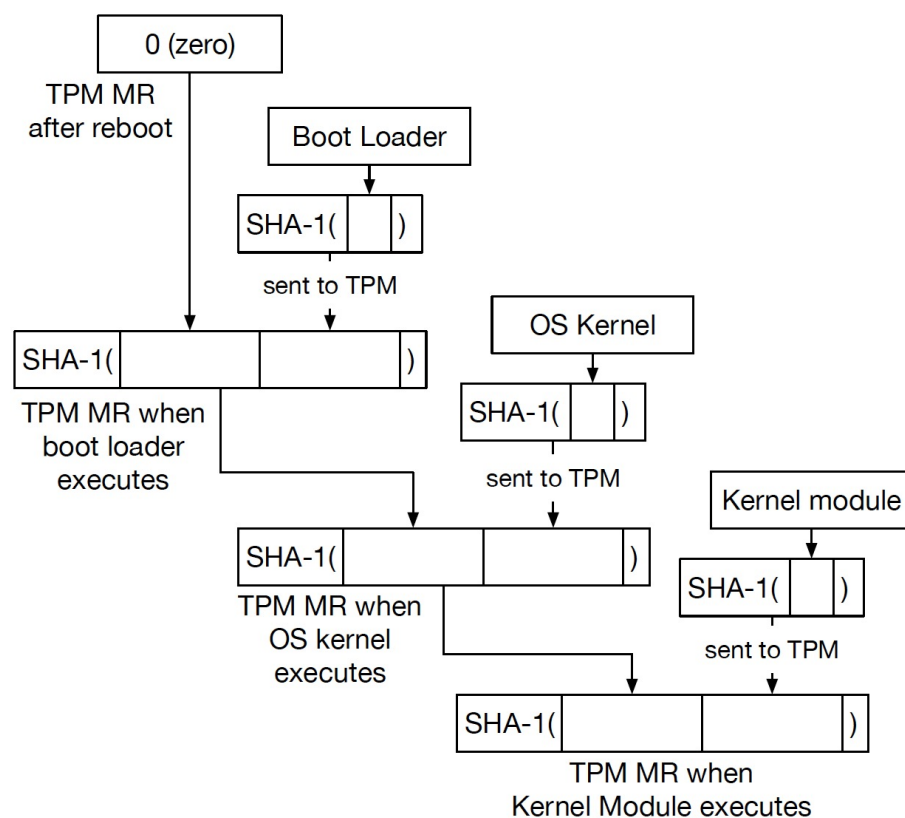 0 (zero)
TPM MR
after reboot
Boot Loader
SHA-1( )
sent to TPM
OS Kernel
SHA-1( )
TPM MR when
boot loader
executes
SHA-1( )
sent to TPM
Kernel module
SHA-1( )
TPM MR when
OS kernel
executes
SHA-1( )
sent to TPM
SHA-1( )
TPM MR when
Kernel Module executes